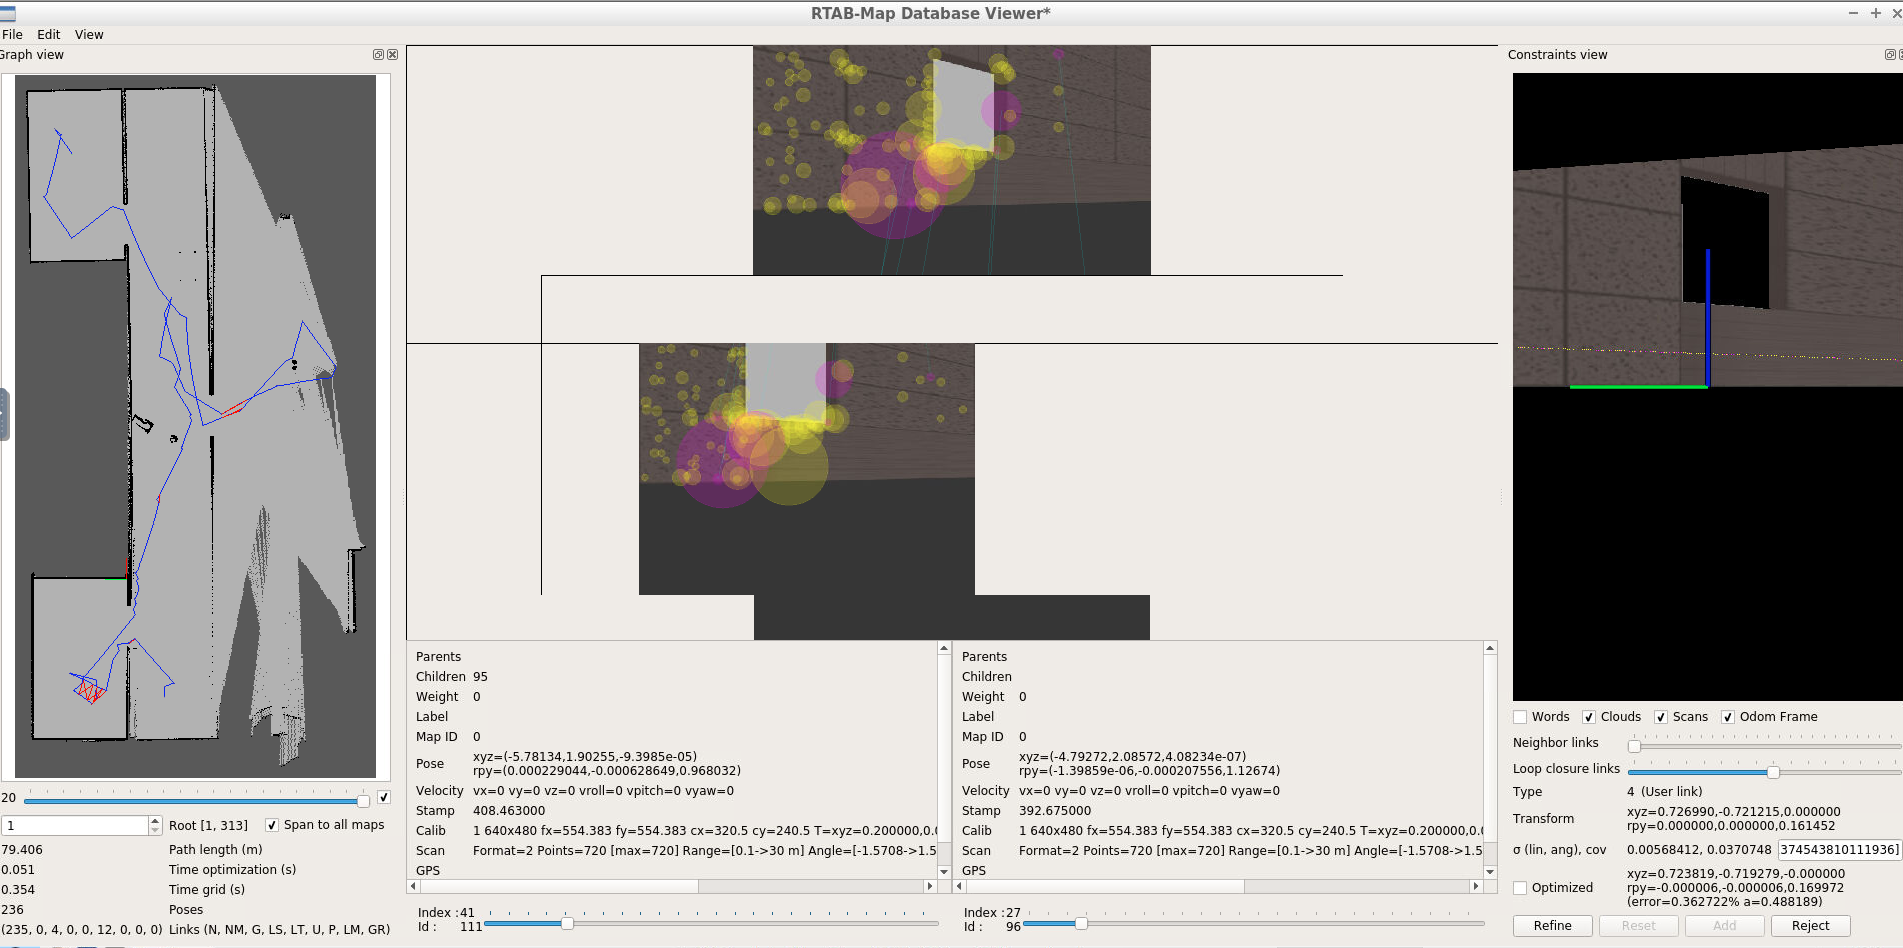 RTAB-Map Database Viewer*
File Edit View
Graph view
Constraints view
20
1
Root [1, 313]
Span to all maps
79.406 Path length (m)
0.051 Time optimization (s)
0.354 Time grid (s)
236 Poses
(235, 0, 4, 0, 0, 12, 0, 0, 0) Links (N, NM, G, LS, LT, U, P, LM, GR)
Parents
Children 95
Weight 0
Label
Map ID 0
Pose xyz=(-5.78134,1.90255,-9.3985e-05)
rpy=(0.000229044,-0.000628649,0.968032)
Velocity vx=0 vy=0 vz=0 vroll=0 vpitch=0 vyaw=0
Stamp 408.463000
Calib 1 640x480 fx=554.383 fy=554.383 cx=320.5 cy=240.5 T=xyz=0.200000,0.0
Scan Format=2 Points=720 [max=720] Range=[0.1->30 m] Angle=[-1.5708->1.5
GPS
Index : 41
Id : 111
Parents
Children
Weight 0
Label
Map ID 0
Pose xyz=(-4.79272,2.08572,4.08234e-07)
rpy=(-1.39859e-06,-0.000207556,1.12674)
Velocity vx=0 vy=0 vz=0 vroll=0 vpitch=0 vyaw=0
Stamp 392.675000
Calib 1 640x480 fx=554.383 fy=554.383 cx=320.5 cy=240.5 T=xyz=0.200000,0.0
Scan Format=2 Points=720 [max=720] Range=[0.1->30 m] Angle=[-1.5708->1.5
GPS
Index : 27
Id : 96
Words Clouds Scans Odom Frame
Neighbor links
Loop closure links
Type 4 (User link)
Transform xyz=0.726990,-0.721215,0.000000
rpy=0.000000,0.000000,0.161452
σ (lin, ang), cov 0.00568412, 0.0370748 374543810111936]
Optimized xyz=0.723819,-0.719279,-0.000000
rpy=-0.000006,-0.000006,0.169972
(error=0.362722% a=0.488189)
Refine Reset Add Reject